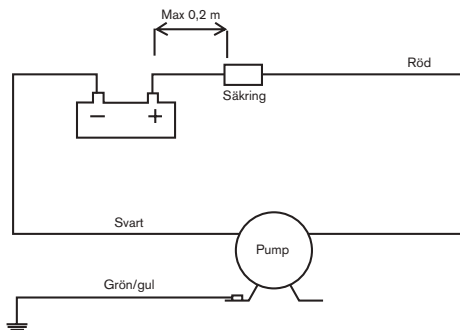 Max 0,2 m
Röd
Säkring
− +
Svart
Pump
Grön/gul